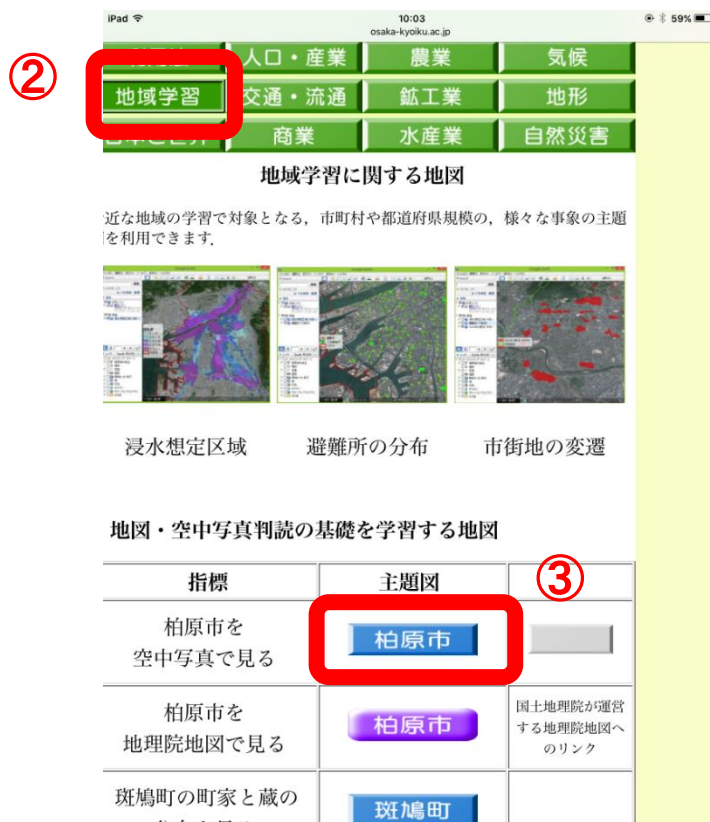 iPad
10:03
59%
osaka-kyoiku.ac.jp
②
人口・産業
農業
気候
地域学習
交通・流通
鉱工業
地形
商業
水産業
自然災害
地域学習に関する地図
近な地域の学習で対象となる，市町村や都道府県規模の，様々な事象の主題
を利用できます．
浸水想定区域
避難所の分布
市街地の変遷
地図・空中写真判読の基礎を学習する地図
③
指標
主題図
柏原市を
空中写真で見る
柏原市
柏原市を
地理院地図で見る
柏原市
国土地理院が運営
する地理院地図へ
のリンク
斑鳩町の町家と蔵の
斑鳩町